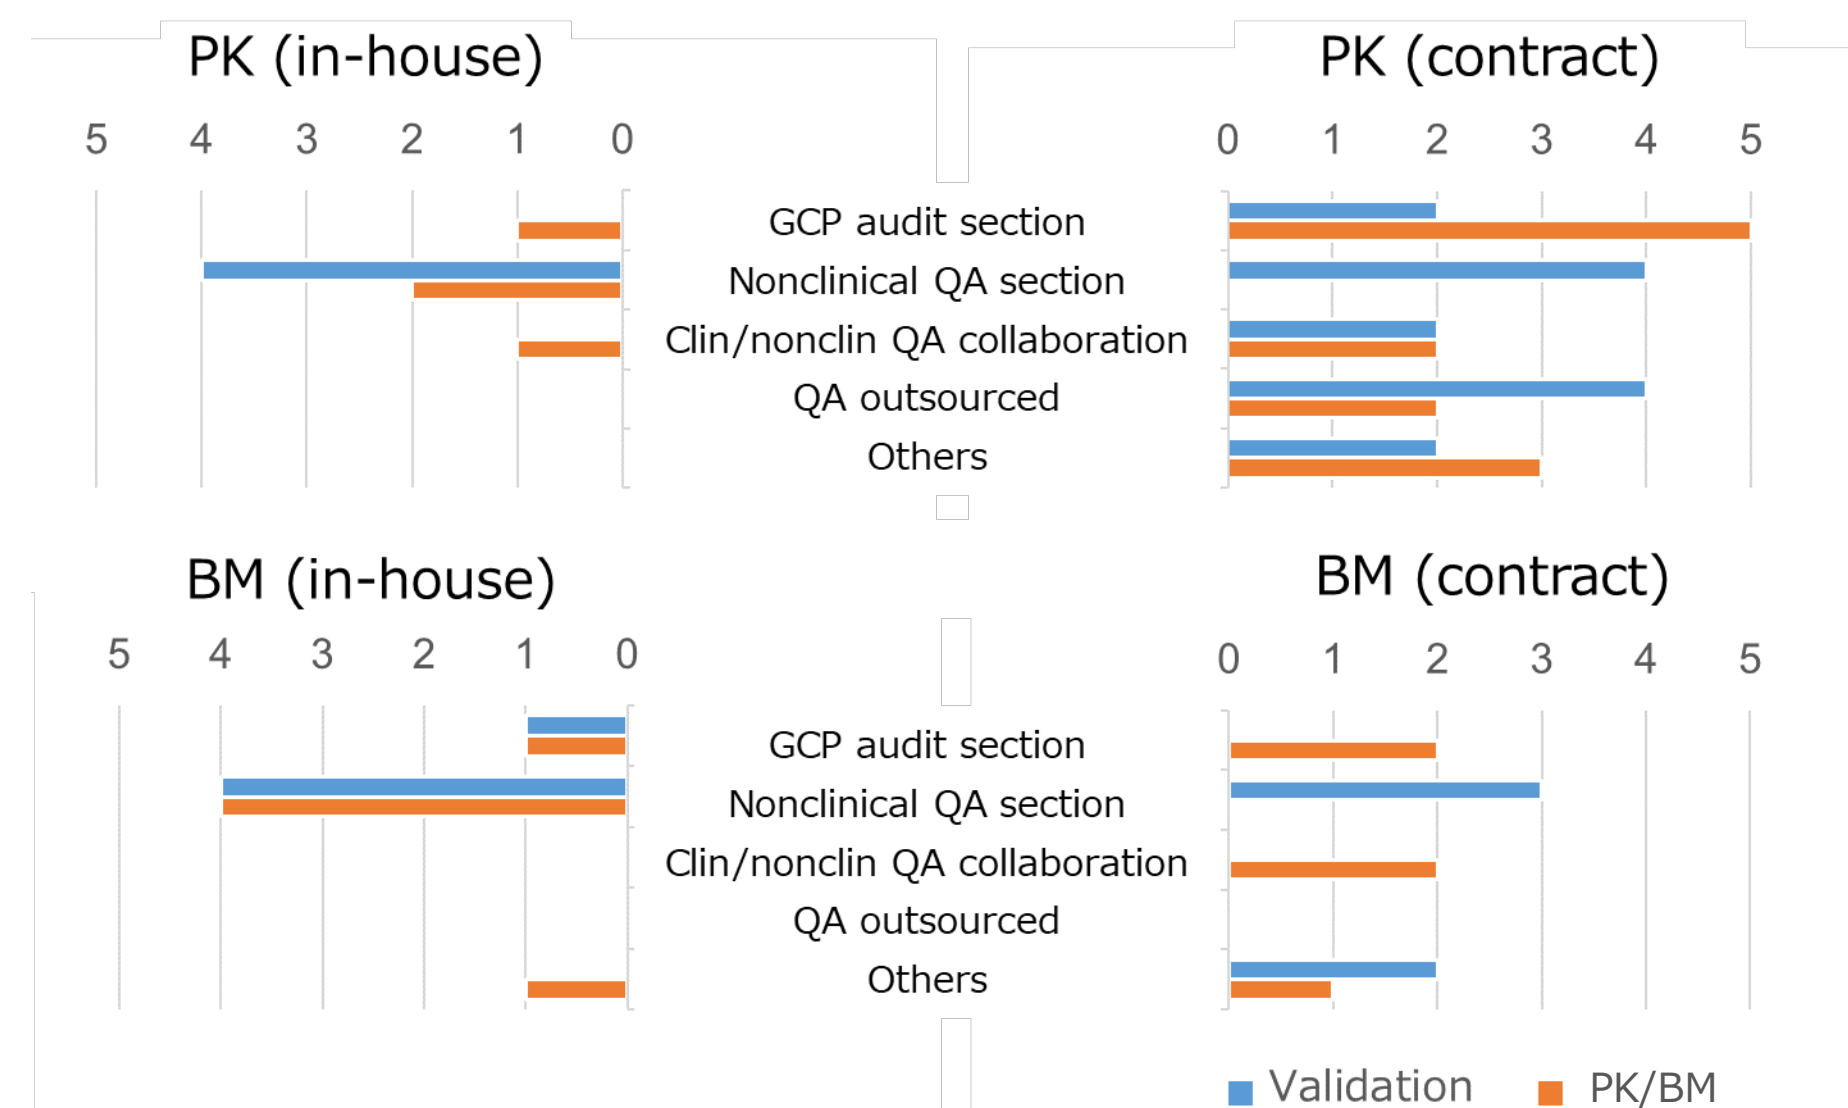 PK (in-house)
5 4 3 2 1 0
PK (contract)
0 1 2 3 4 5
GCP audit section
Nonclinical QA section
Clin/nonclin QA collaboration
QA outsourced
Others
BM (in-house)
5 4 3 2 1 0
BM (contract)
0 1 2 3 4 5
GCP audit section
Nonclinical QA section
Clin/nonclin QA collaboration
QA outsourced
Others
Validation
PK/BM